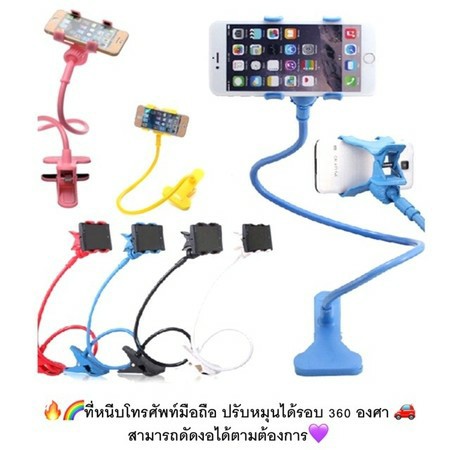 🔥🌈ที่หนีบโทรศัพท์มือถือ ปรับหมุนได้รอบ 360 องศา 🚗
สามารถดัดงอได้ตามต้องการ💜